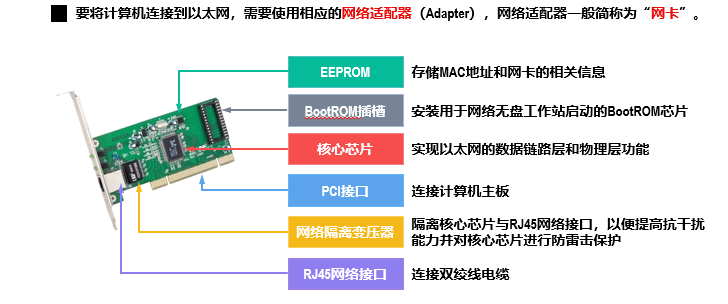 要将计算机连接到以太网，需要使用相应的网络适配器（Adapter），网络适配器一般简称为“网卡”。
EEPROM 存储MAC地址和网卡的相关信息
BootROM插槽 安装用于网络无盘工作站启动的BootROM芯片
核心芯片 实现以太网的数据链路层和物理层功能
PCI接口 连接计算机主板
网络隔离变压器 隔离核心芯片与RJ45网络接口，以便提高抗干扰
能力并对核心芯片进行防雷击保护
RJ45网络接口 连接双绞线电缆